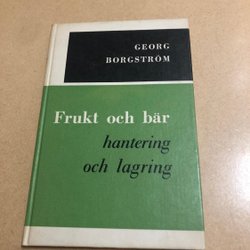 GEORG
BORGSTRÖM
Frukt och bär
hantering
och lagring